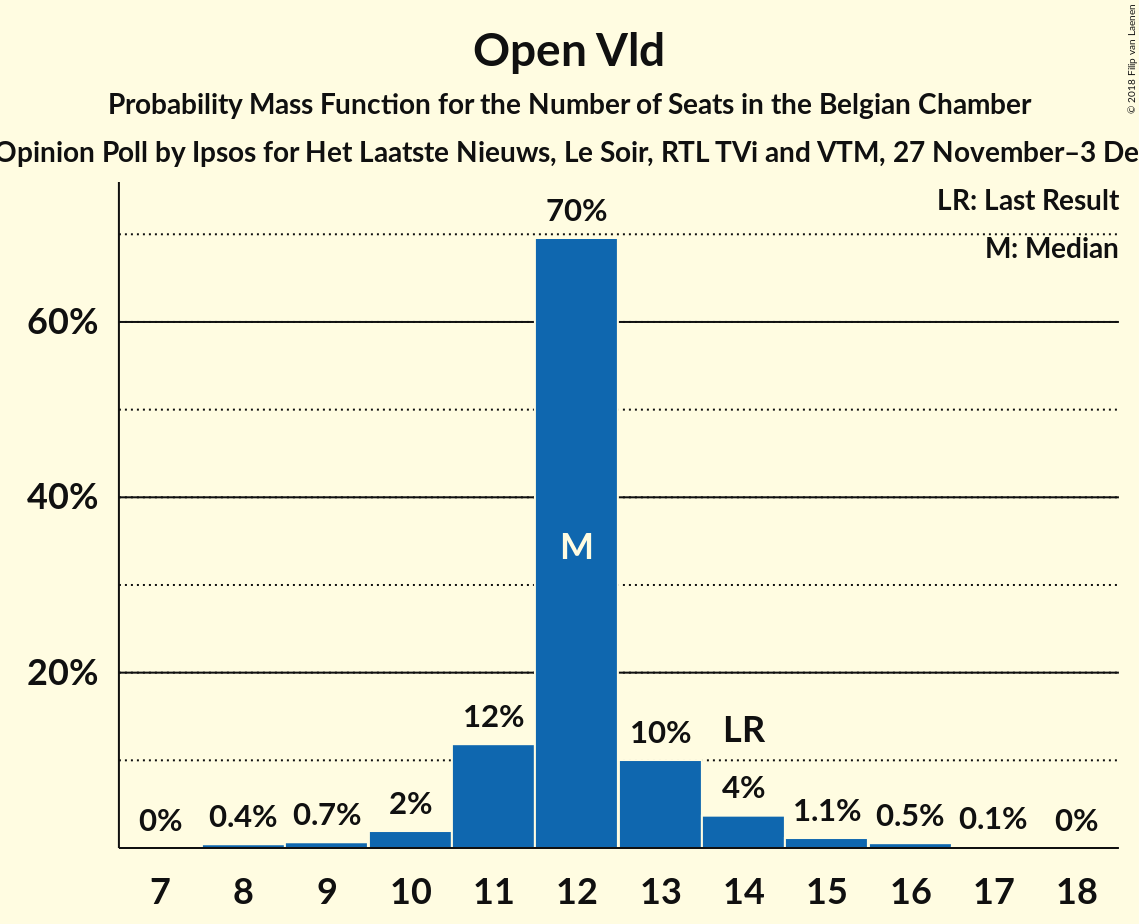 Open Vld
Probability Mass Function for the Number of Seats in the Belgian Chamber
Opinion Poll by Ipsos for Het Laatste Nieuws, Le Soir, RTL TVi and VTM, 27 November–3 De
© 2018 Filip van Laenen
LR: Last Result
M: Median
70%
60%
40%
M
20%
12%
10%
LR
0%
0.4%
0.7%
2%
4%
1.1%
0.5%
0.1%
0%
7 8 9 10 11 12 13 14 15 16 17 18